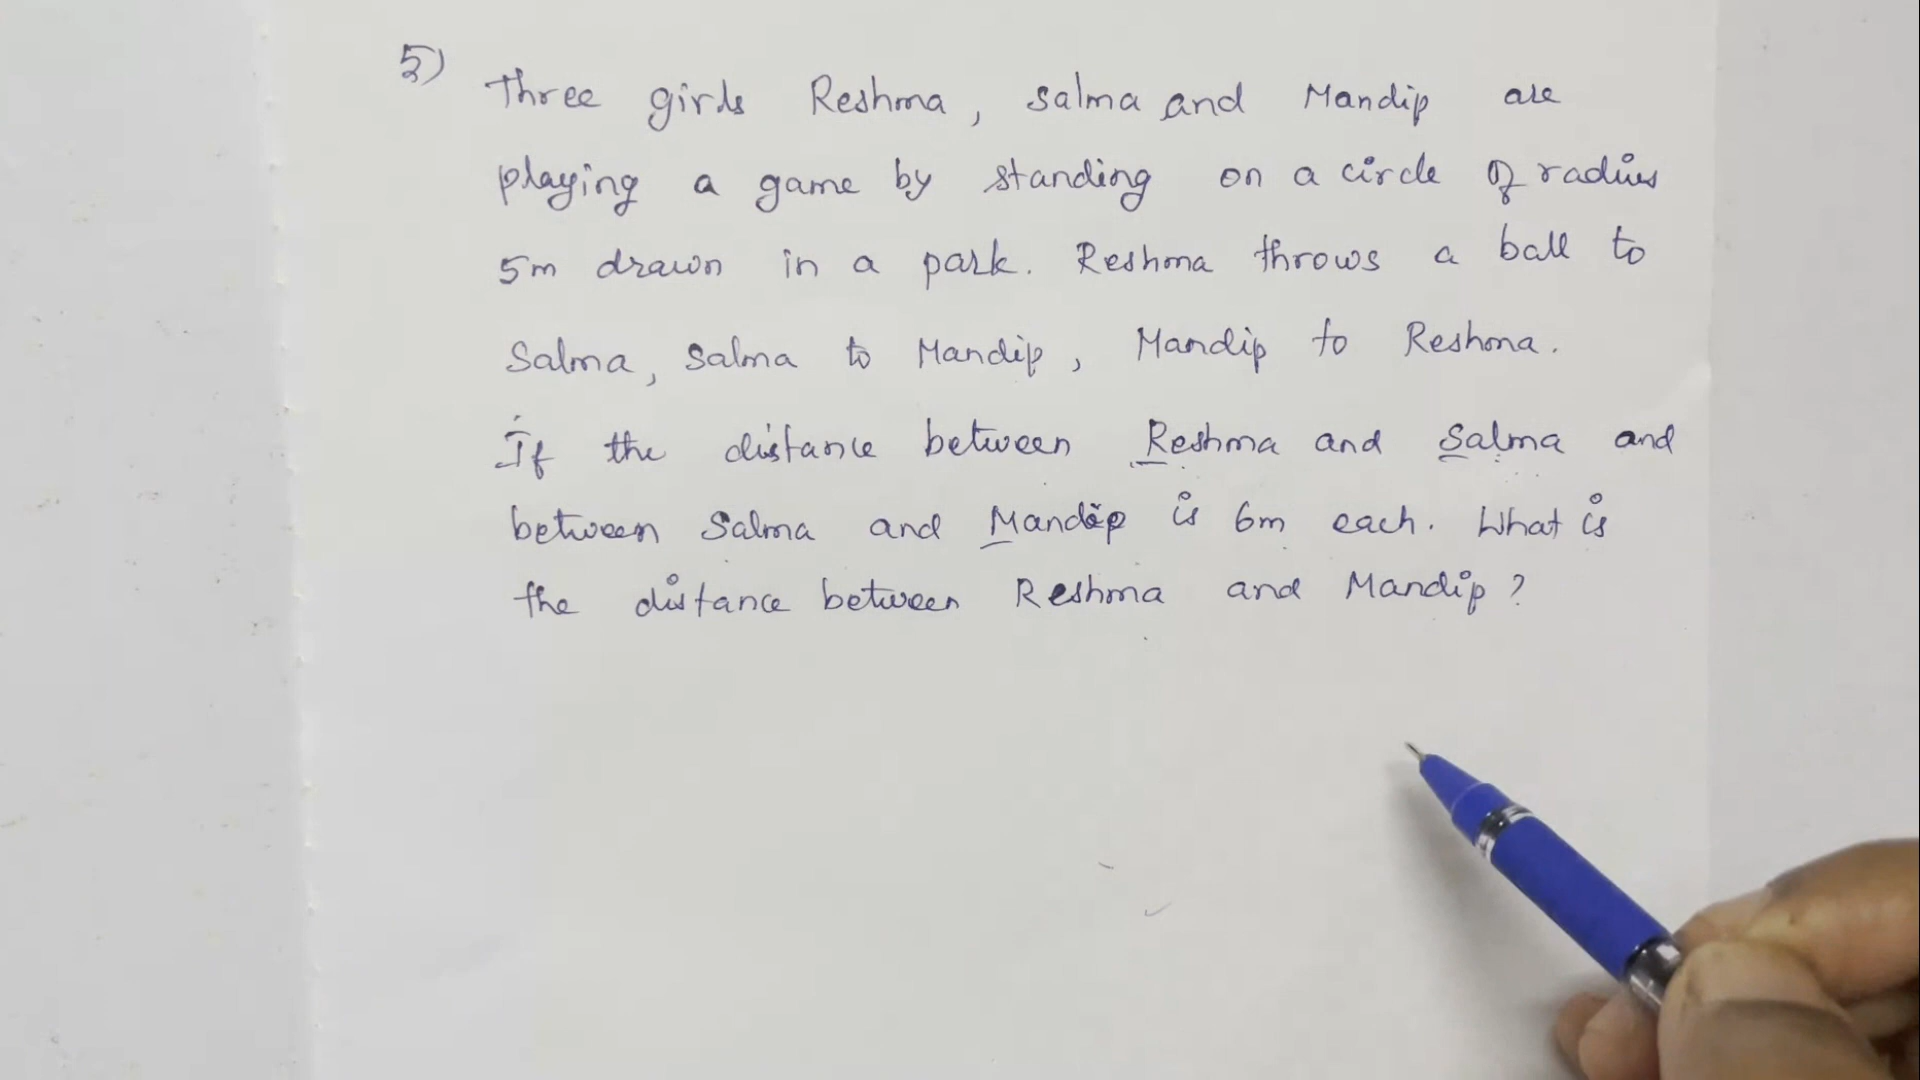 5)
Three girls Reshma, Salma and Mandip are
playing a game by standing on a circle of radius
5m drawn in a park. Reshma throws a ball to
Salma, Salma to Mandip, Mandip to Reshma.
If the distance between Reshma and Salma and
between Salma and Mandip is 6m each. What is
the distance between Reshma and Mandip?